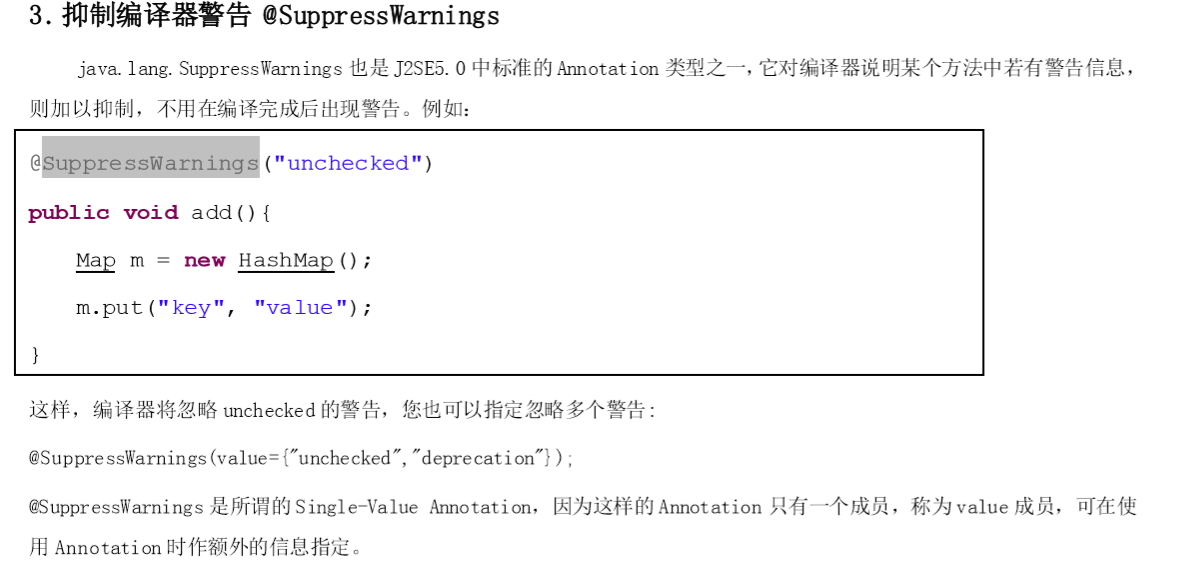 3. 抑制编译器警告 @SuppressWarnings
java.lang.SuppressWarnings 也是 J2SE5.0 中标准的 Annotation 类型之一，它对编译器说明某个方法中若有警告信息，
则加以抑制，不用在编译完成后出现警告。例如：
@SuppressWarnings("unchecked")
public void add(){
Map m = new HashMap();
m.put("key", "value");
}
这样，编译器将忽略 unchecked 的警告，您也可以指定忽略多个警告：
@SuppressWarnings(value={"unchecked","deprecation"});
@SuppressWarnings 是所谓的 Single-Value Annotation，因为这样的 Annotation 只有一个成员，称为 value 成员，可在使
用 Annotation 时作额外的信息指定。